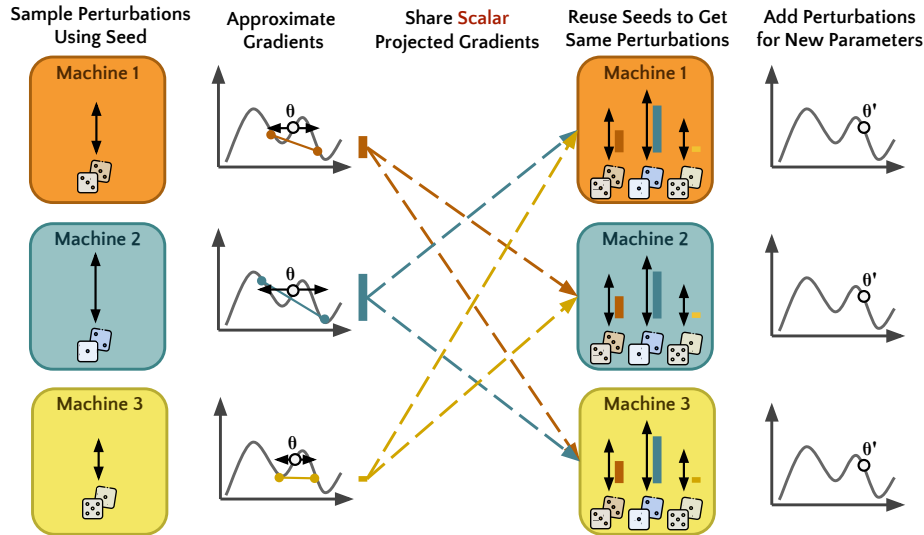 Sample Perturbations
Using Seed
Approximate
Gradients
Share Scalar
Projected Gradients
Reuse Seeds to Get
Same Perturbations
Add Perturbations
for New Parameters
Machine 1
θ
Machine 1
θ'
Machine 2
θ
Machine 2
θ'
Machine 3
θ
Machine 3
θ'